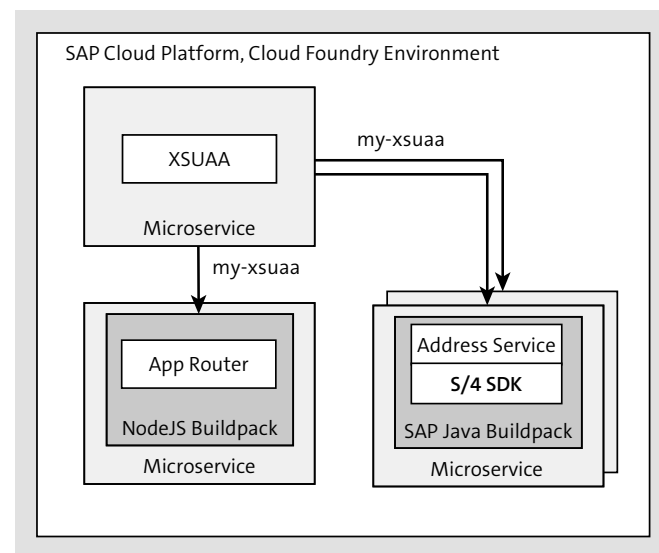 SAP Cloud Platform, Cloud Foundry Environment
XSUAA
Microservice
my-xsuaa
my-xsuaa
App Router
NodeJS Buildpack
Microservice
Address Service
S/4 SDK
SAP Java Buildpack
Microservice